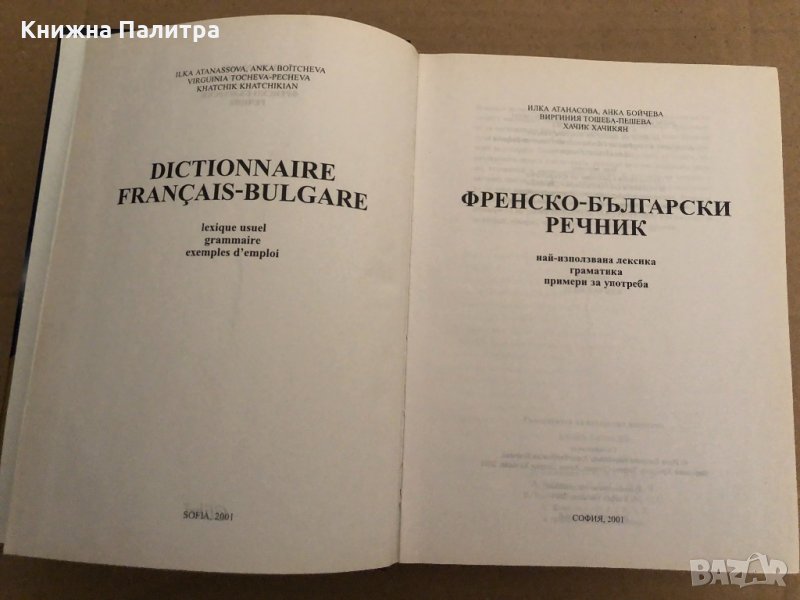 Книжна Палитра
ILKA ATANASSOVA, ANKA BOÏTCHEVA
VIRGUINIA TOCHEVA-PECHEVA
KHATCHIK KHATCHIKIAN
DICTIONNAIRE
FRANÇAIS-BULGARE
lexique usuel
grammaire
exemples d'emploi
SOFIA, 2001
ИЛКА АТАНАСОВА, АНКА БОЙЧЕВА
ВИРГИНИЯ ТОШЕВА-ПЕШЕВА
ХАЧИК ХАЧИКЯН
ФРЕНСКО-БЪЛГАРСКИ
РЕЧНИК
най-използвана лексика
граматика
примери за употреба
СОФИЯ, 2001
BAZAR